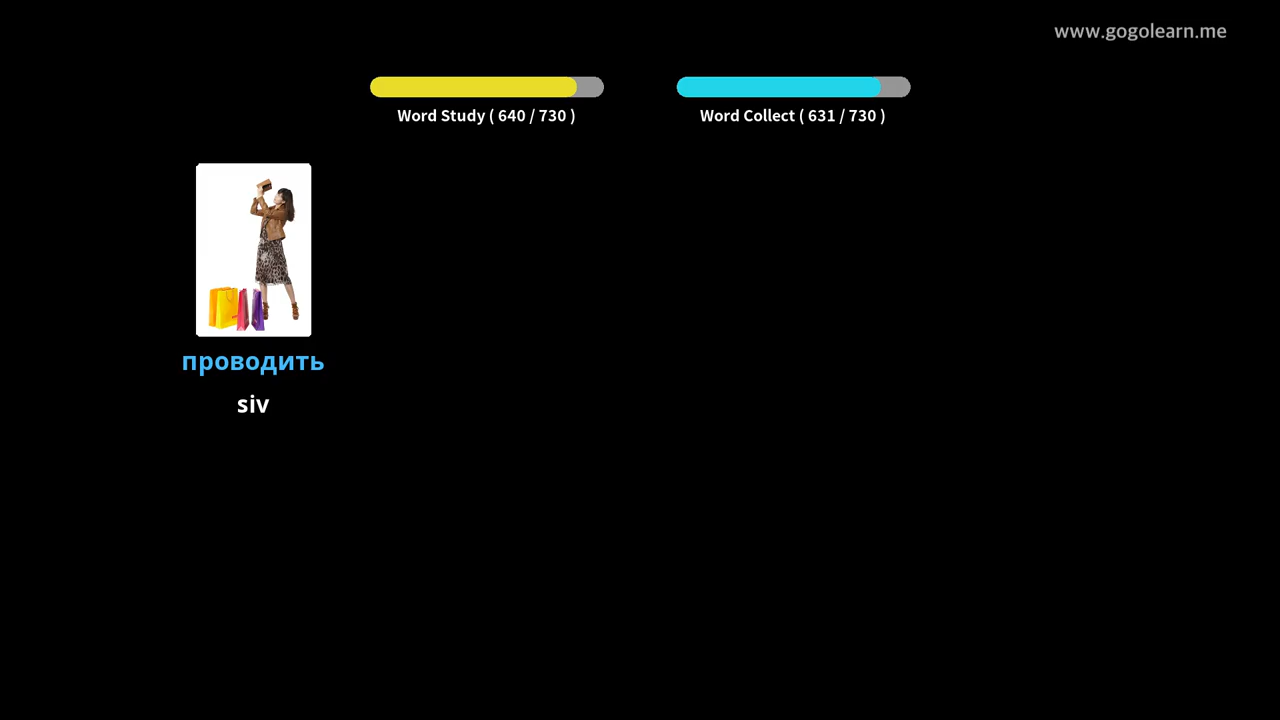 www.gogolearn.me
Word Study ( 640 / 730 )
Word Collect ( 631 / 730 )
проводить
siv